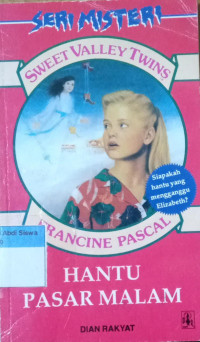 SERI MISTERI
SWEET VALLEY TWINS
Siapakah
hantu yang
mengganggu
Elizabeth?
FRANCINE PASCAL
HANTU
PASAR MALAM
DIAN RAKYAT